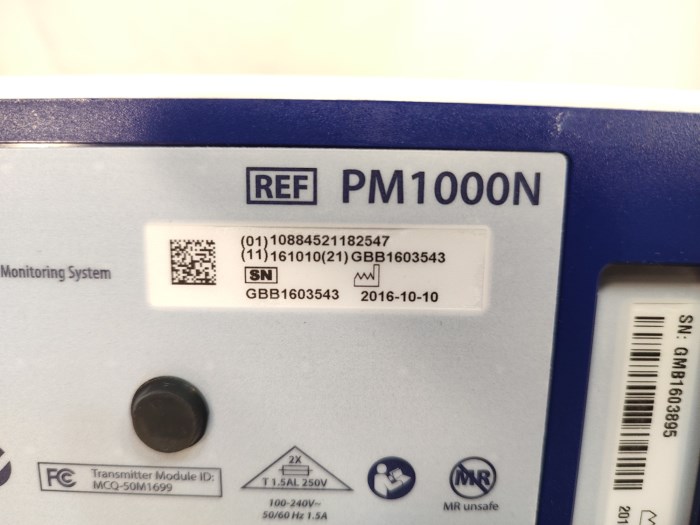 REF PM1000N
(01)10884521182547
(11)161010(21)GBB1603543
Monitoring System
SN
GBB1603543 2016-10-10
SN: GMB1603895
FC Transmitter Module ID:
MCQ-50M1699
2X
T 1.5AL 250V
100-240V~
50/60 Hz 1.5A
MR
MR unsafe